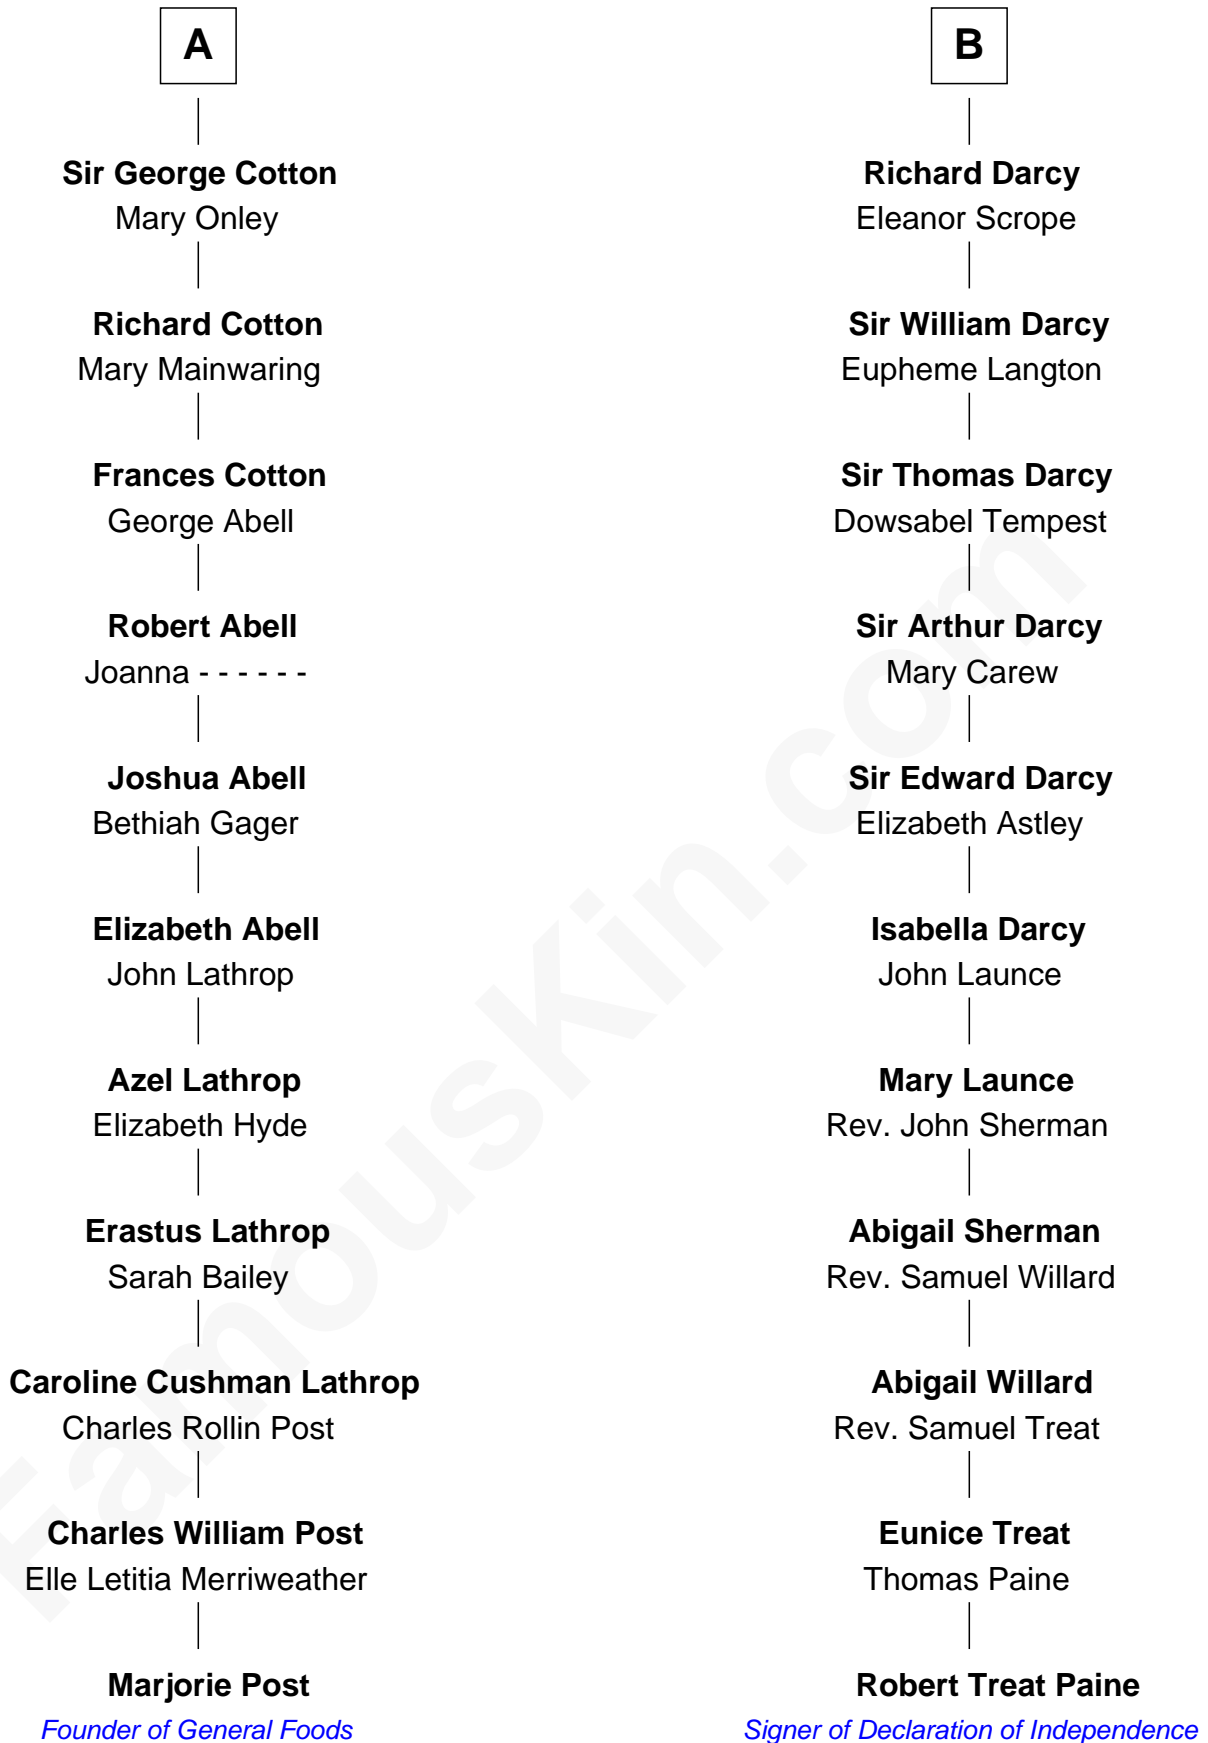 A
Sir George Cotton
Mary Onley
Richard Cotton
Mary Mainwaring
Frances Cotton
George Abell
Robert Abell
Joanna - - - - - -
Joshua Abell
Bethiah Gager
Elizabeth Abell
John Lathrop
Azel Lathrop
Elizabeth Hyde
Erastus Lathrop
Sarah Bailey
Caroline Cushman Lathrop
Charles Rollin Post
Charles William Post
Elle Letitia Merriweather
Marjorie Post
Founder of General Foods
B
Richard Darcy
Eleanor Scrope
Sir William Darcy
Eupheme Langton
Sir Thomas Darcy
Dowsabel Tempest
Sir Arthur Darcy
Mary Carew
Sir Edward Darcy
Elizabeth Astley
Isabella Darcy
John Launce
Mary Launce
Rev. John Sherman
Abigail Sherman
Rev. Samuel Willard
Abigail Willard
Rev. Samuel Treat
Eunice Treat
Thomas Paine
Robert Treat Paine
Signer of Declaration of Independence
FamousKin.com